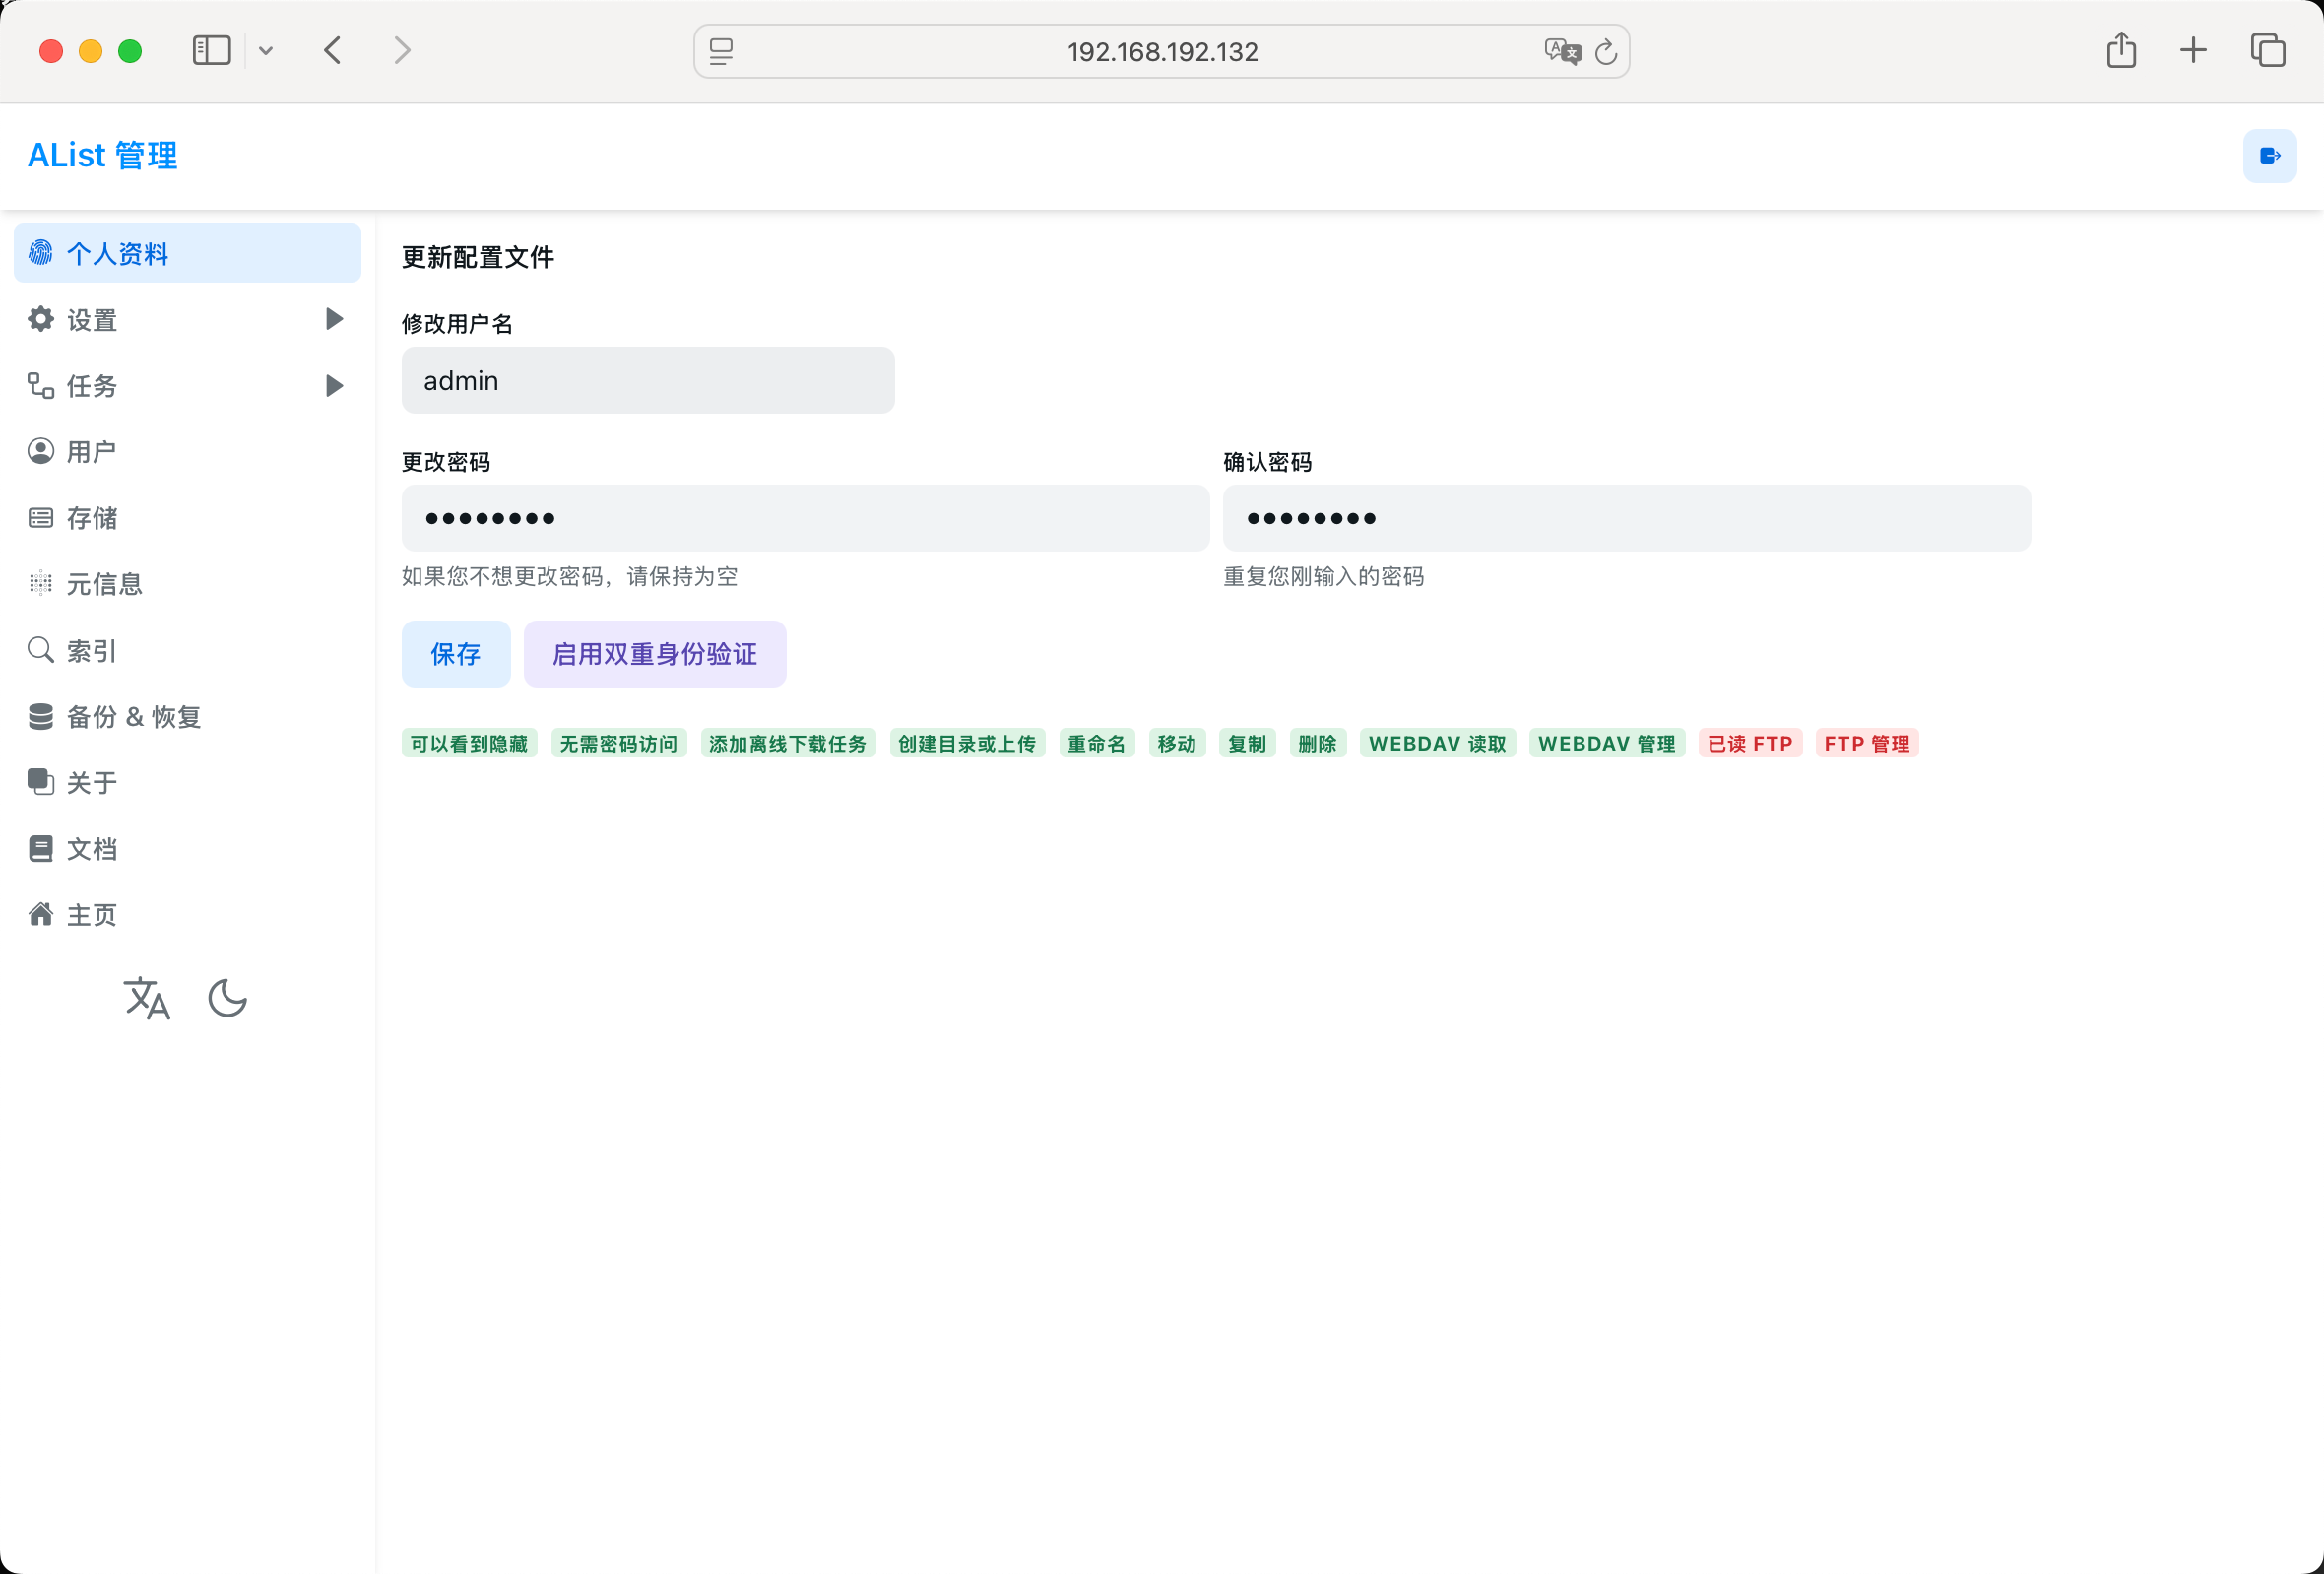 192.168.192.132
AList 管理
个人资料
设置
任务
用户
存储
元信息
索引
备份 & 恢复
关于
文档
主页
更新配置文件
修改用户名
admin
更改密码
••••••••
如果您不想更改密码，请保持为空
确认密码
••••••••
重复您刚输入的密码
保存 启用双重身份验证
可以看到隐藏 无需密码访问 添加离线下载任务 创建目录或上传 重命名 移动 复制 删除 WEBDAV 读取 WEBDAV 管理 已读 FTP FTP 管理